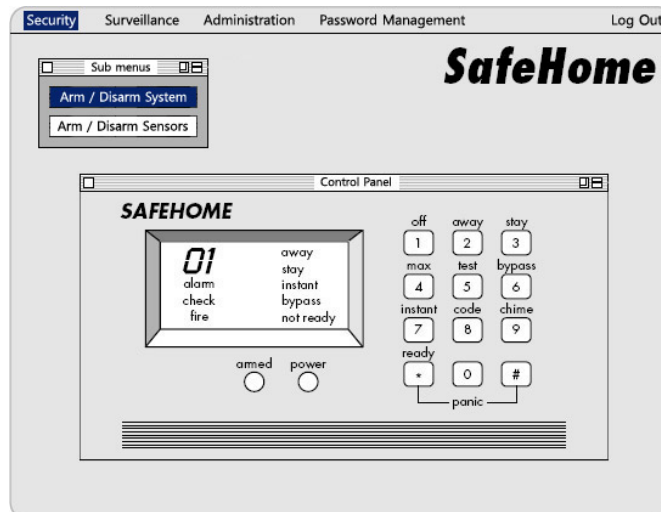 Security Surveillance Administration Password Management Log Out
SafeHome
Sub menus
Arm / Disarm System
Arm / Disarm Sensors
Control Panel
SAFEHOME
01
alarm
check
fire
away
stay
instant
bypass
not ready
armed power
off away stay
1 2 3
max test bypass
4 5 6
instant code chime
7 8 9
ready
* 0 #
panic